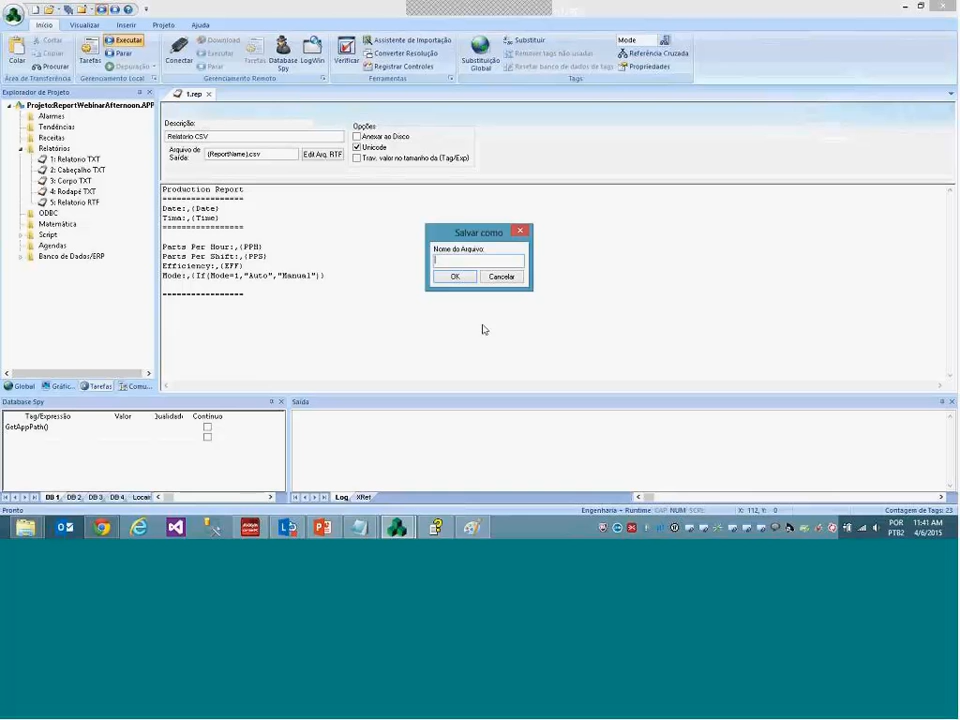 Início Visualizar Inserir Projeto Ajuda
Colar
Cortar
Copiar
Procurar
Área de Transferência
Tarefas
Executar
Parar
Depuração
Gerenciamento Local
Conectar
Download
Executar
Parar
Tarefas
Database Spy
LogWin
Gerenciamento Remoto
Verificar
Assistente de Importação
Converter Resolução
Registrar Controles
Ferramentas
Substituição Global
Substituir
Remover tags não usadas
Resetar banco de dados de tags
Mode
Referência Cruzada
Propriedades
Tags
Explorador de Projeto
Projeto:ReportWebinarAfternoon.APP
Alarmes
Tendências
Receitas
Relatórios
1: Relatorio TXT
2: Cabeçalho TXT
3: Corpo TXT
4: Rodapé TXT
5: Relatorio RTF
ODBC
Matemática
Script
Agendas
Banco de Dados/ERP
Global Gráfic... Tarefas Comu...
1.rep
Descrição:
Relatorio CSV
Arquivo de Saída:
{ReportName}.csv
Edit Arq. RTF
Opções
Anexar ao Disco
Unicode
Trav. valor no tamanho da {Tag/Exp}
Production Report
=================
Date:,{Date}
Time:,{Time}
=================
Parts Per Hour:,{PPH}
Parts Per Shift:,{PPS}
Efficiency:,{EFF}
Mode:,{If(Mode=1,"Auto","Manual")}
=================
Salvar como
Nome do Arquivo:
OK Cancelar
Database Spy
Tag/Expressão Valor Continuo
GetAppPath()
DB 1 DB 2 DB 3 DB 4 Locais
Saída
Log XRef
Pronto
Engenharia - Runtime CAP NUM SCRL X: 112, Y: 0 Contagem de Tags: 23
POR 11:41 AM
PTB2 4/6/2015